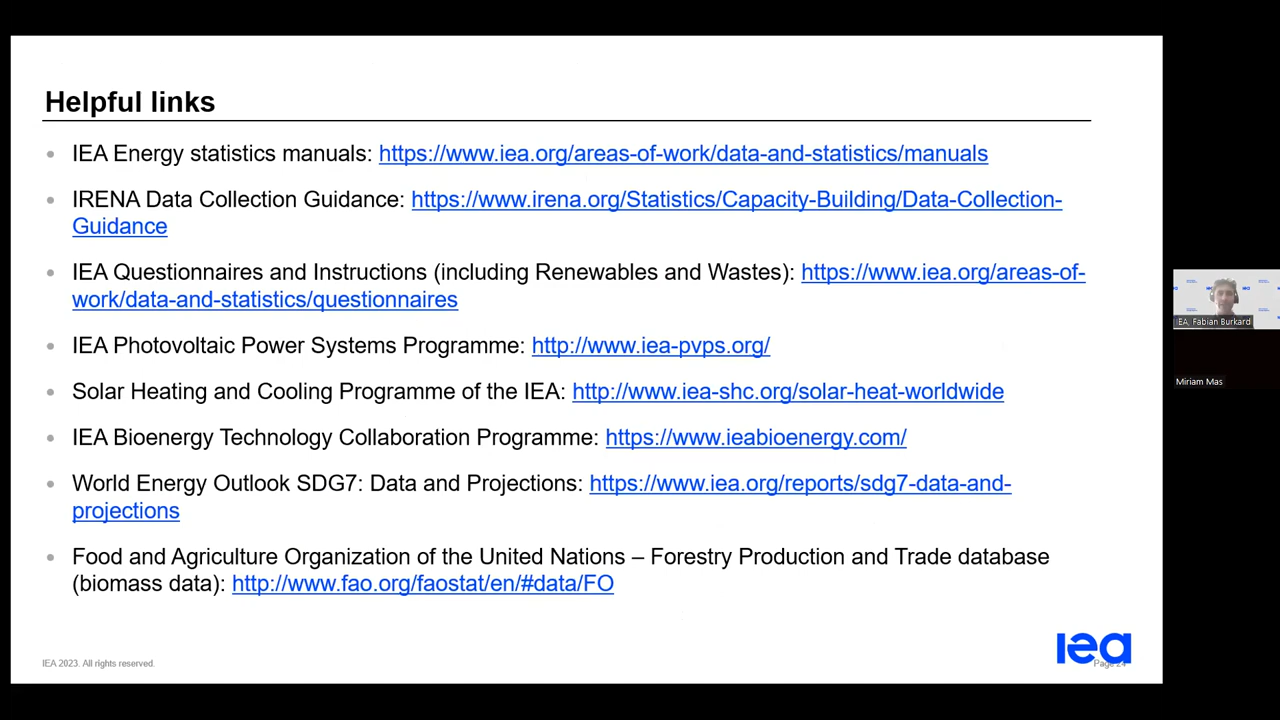 Helpful links
IEA Energy statistics manuals: https://www.iea.org/areas-of-work/data-and-statistics/manuals
IRENA Data Collection Guidance: https://www.irena.org/Statistics/Capacity-Building/Data-Collection-
Guidance
IEA Questionnaires and Instructions (including Renewables and Wastes): https://www.iea.org/areas-of-
work/data-and-statistics/questionnaires
IEA Photovoltaic Power Systems Programme: http://www.iea-pvps.org/
Solar Heating and Cooling Programme of the IEA: http://www.iea-shc.org/solar-heat-worldwide
IEA Bioenergy Technology Collaboration Programme: https://www.ieabioenergy.com/
World Energy Outlook SDG7: Data and Projections: https://www.iea.org/reports/sdg7-data-and-
projections
Food and Agriculture Organization of the United Nations – Forestry Production and Trade database
(biomass data): http://www.fao.org/faostat/en/#data/FO
IEA 2023. All rights reserved.
iea
Page
IEA, Fabian Burkard
Miriam Mas